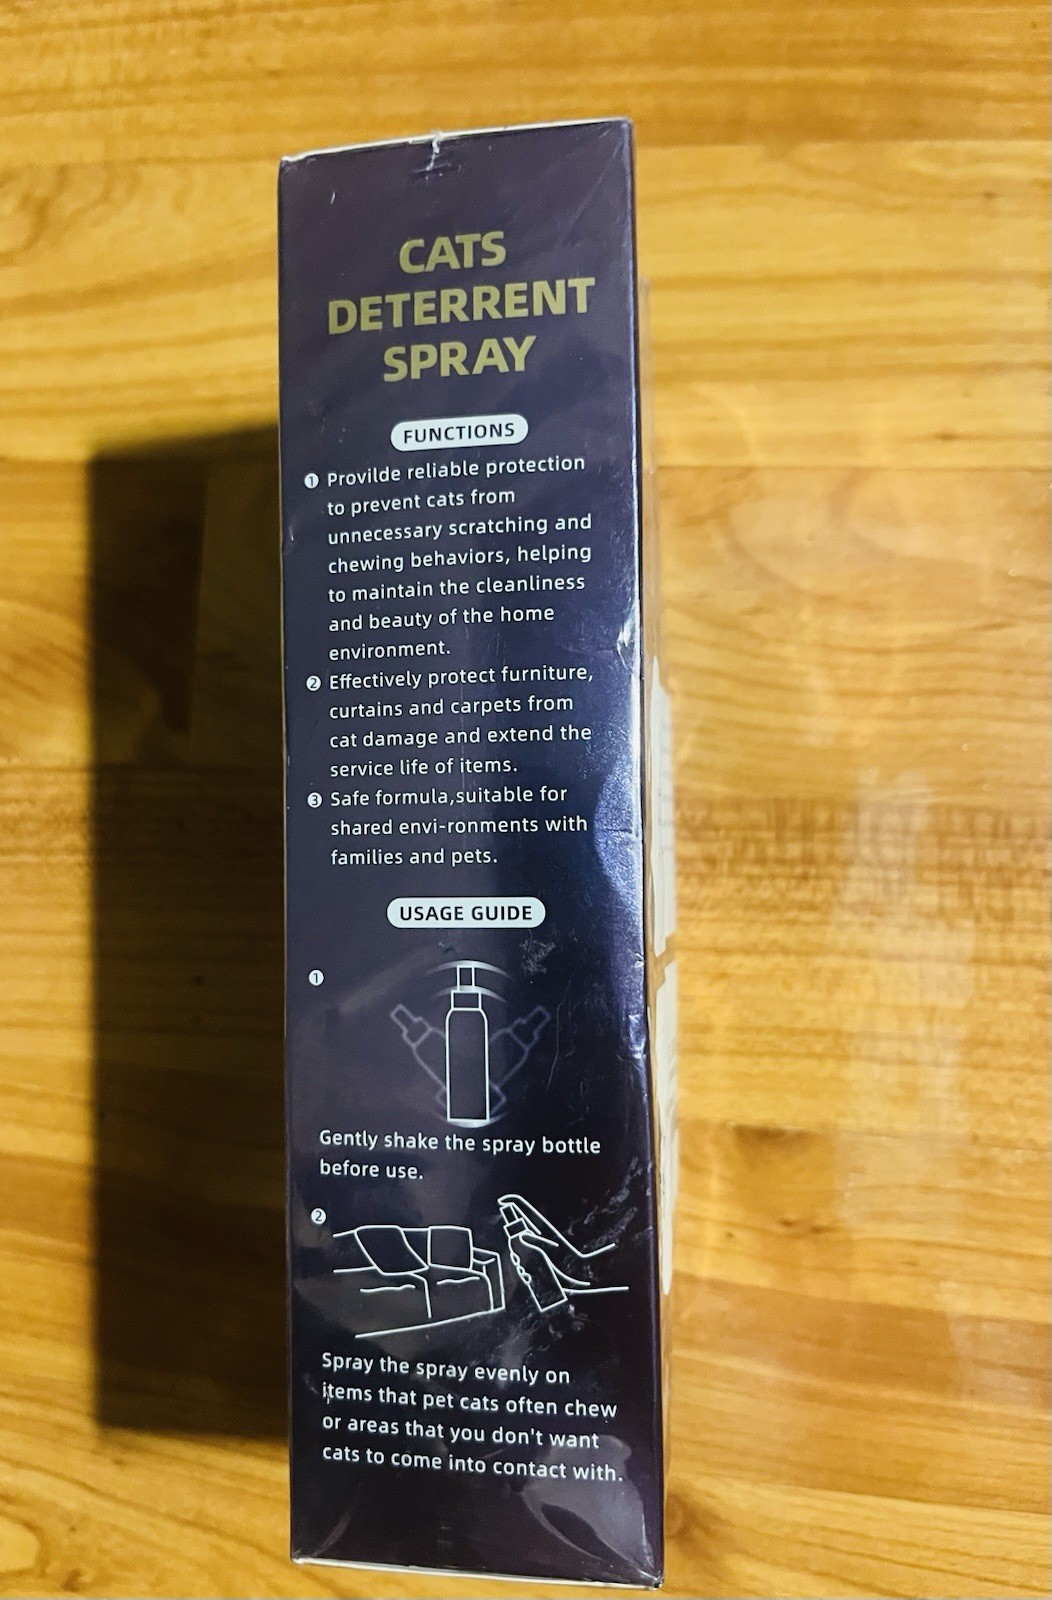 CATS
DETERRENT
SPRAY
FUNCTIONS
❶ Provilde reliable protection
to prevent cats from
unnecessary scratching and
chewing behaviors, helping
to maintain the cleanliness
and beauty of the home
environment.
❷ Effectively protect furniture,
curtains and carpets from
cat damage and extend the
service life of items.
❸ Safe formula,suitable for
shared envi-ronments with
families and pets.
USAGE GUIDE
❶
Gently shake the spray bottle
before use.
❷
Spray the spray evenly on
items that pet cats often chew
or areas that you don't want
cats to come into contact with.